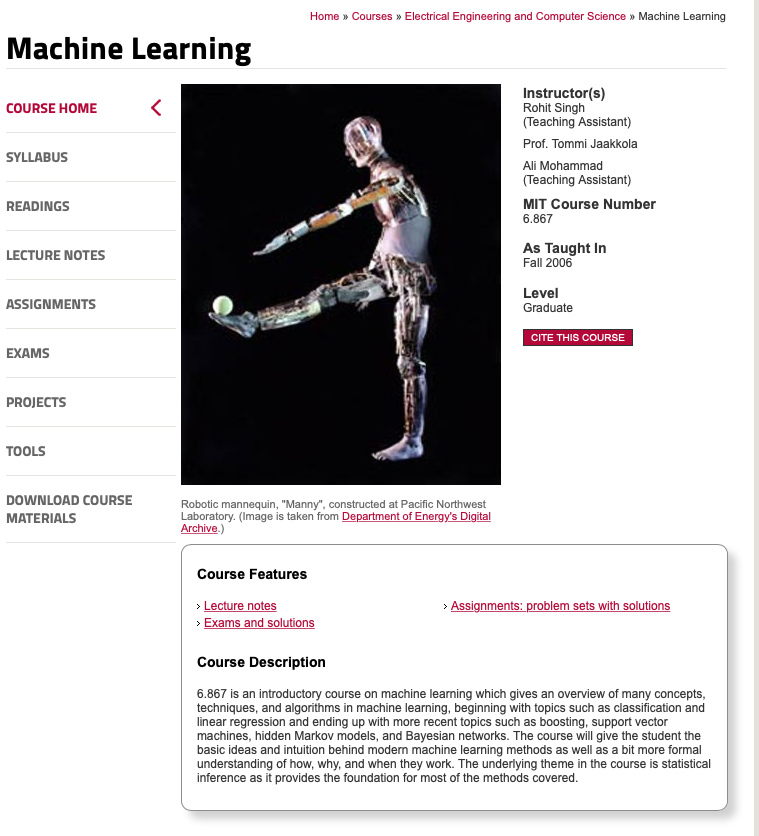 Home » Courses » Electrical Engineering and Computer Science » Machine Learning
Machine Learning
COURSE HOME
SYLLABUS
READINGS
LECTURE NOTES
ASSIGNMENTS
EXAMS
PROJECTS
TOOLS
DOWNLOAD COURSE
MATERIALS
Robotic mannequin, "Manny", constructed at Pacific Northwest
Laboratory. (Image is taken from Department of Energy's Digital
Archive.)
Instructor(s)
Rohit Singh
(Teaching Assistant)
Prof. Tommi Jaakkola
Ali Mohammad
(Teaching Assistant)
MIT Course Number
6.867
As Taught In
Fall 2006
Level
Graduate
CITE THIS COURSE
Course Features
› Lecture notes
› Exams and solutions
› Assignments: problem sets with solutions
Course Description
6.867 is an introductory course on machine learning which gives an overview of many concepts,
techniques, and algorithms in machine learning, beginning with topics such as classification and
linear regression and ending up with more recent topics such as boosting, support vector
machines, hidden Markov models, and Bayesian networks. The course will give the student the
basic ideas and intuition behind modern machine learning methods as well as a bit more formal
understanding of how, why, and when they work. The underlying theme in the course is statistical
inference as it provides the foundation for most of the methods covered.